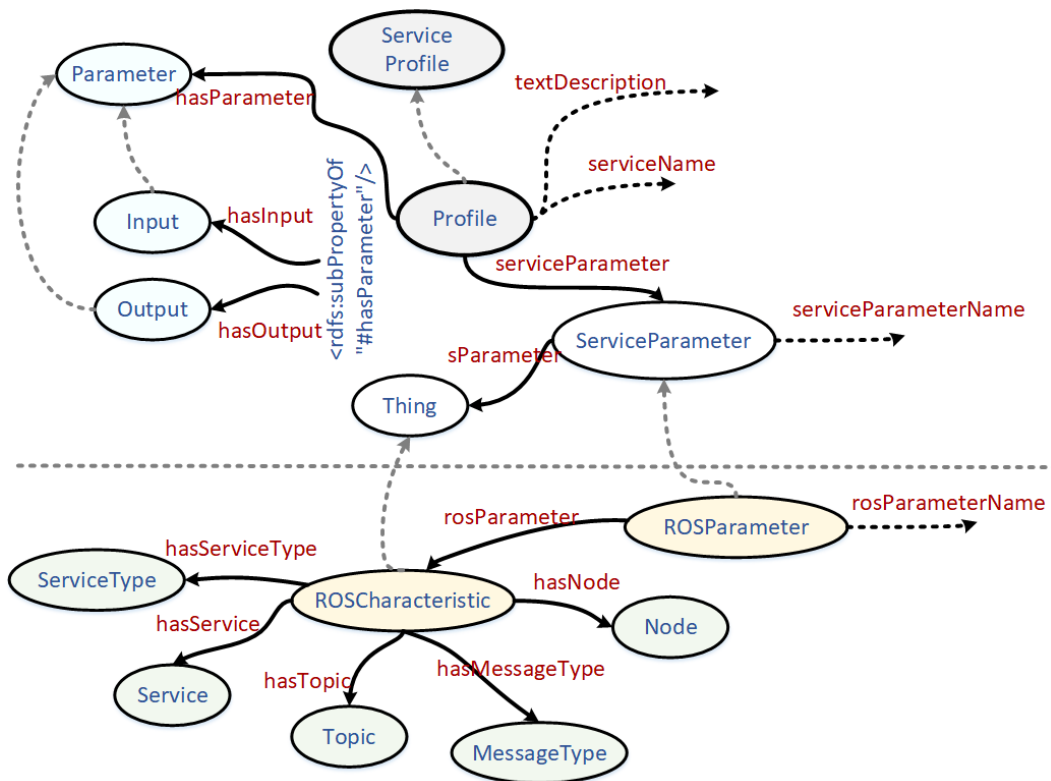 Service
Profile
Parameter
textDescription
hasParameter
serviceName
<rdfs:subPropertyOf
"#hasParameter"/>
Input
hasInput
Profile
serviceParameter
Output
hasOutput
serviceParameterName
sParameter
ServiceParameter
Thing
rosParameter
ROSParameter
rosParameterName
hasServiceType
ServiceType
ROSCharacteristic
hasNode
hasService
Node
Service
hasTopic
hasMessageType
Topic
MessageType